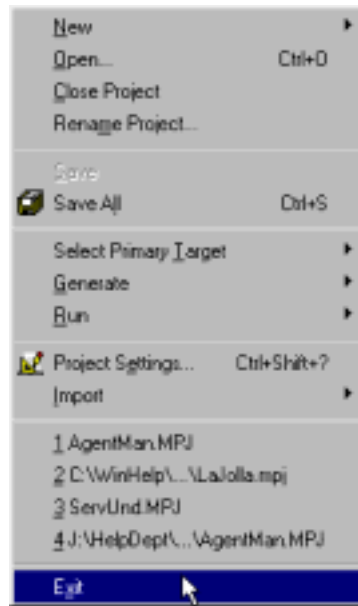 New
Open... Ctrl+O
Close Project
Rename Project...
Save
Save All Ctrl+S
Select Primary Target
Generate
Run
Project Settings... Ctrl+Shift+?
Import
1 AgentMan.MPJ
2 C:\WinHelp\...\LaJolla.mpj
3 ServUnd.MPJ
4 J:\HelpDept\...\AgentMan.MPJ
Exit